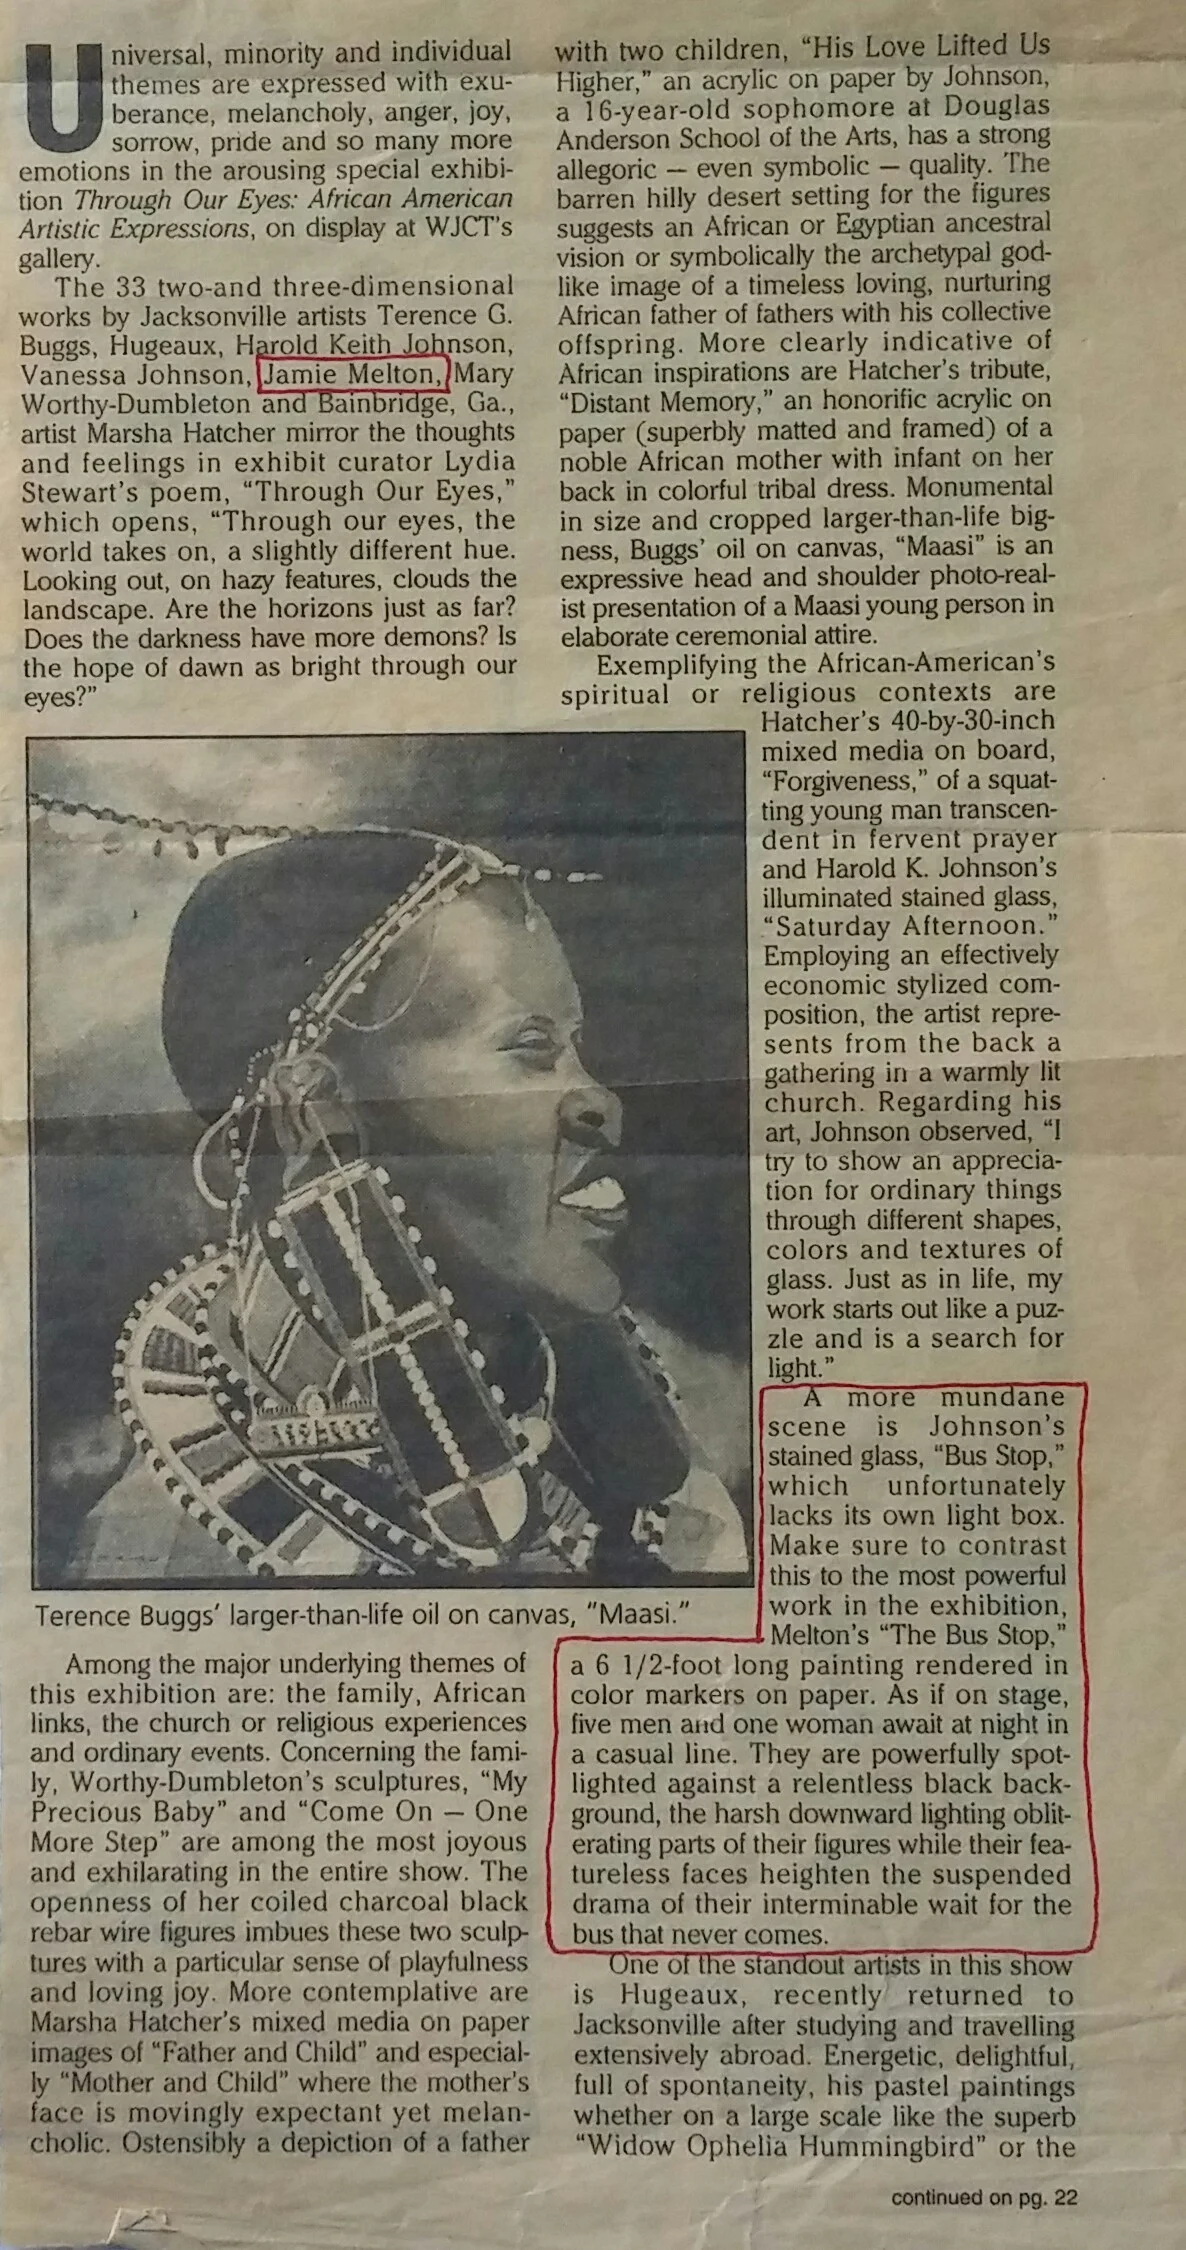 Universal, minority and individual
themes are expressed with exu-
berance, melancholy, anger, joy,
sorrow, pride and so many more
emotions in the arousing special exhibi-
tion Through Our Eyes: African American
Artistic Expressions, on display at WJCT's
gallery.
The 33 two-and three-dimensional
works by Jacksonville artists Terence G.
Buggs, Hugeaux, Harold Keith Johnson,
Vanessa Johnson, Jamie Melton, Mary
Worthy-Dumbleton and Bainbridge, Ga.,
artist Marsha Hatcher mirror the thoughts
and feelings in exhibit curator Lydia
Stewart's poem, “Through Our Eyes,”
which opens, “Through our eyes, the
world takes on, a slightly different hue.
Looking out, on hazy features, clouds the
landscape. Are the horizons just as far?
Does the darkness have more demons? Is
the hope of dawn as bright through our
eyes?”
Terence Buggs' larger-than-life oil on canvas, “Maasi.”
Among the major underlying themes of
this exhibition are: the family, African
links, the church or religious experiences
and ordinary events. Concerning the fami-
ly, Worthy-Dumbleton's sculptures, “My
Precious Baby” and “Come On — One
More Step” are among the most joyous
and exhilarating in the entire show. The
openness of her coiled charcoal black
rebar wire figures imbues these two sculp-
tures with a particular sense of playfulness
and loving joy. More contemplative are
Marsha Hatcher's mixed media on paper
images of “Father and Child” and especial-
ly “Mother and Child” where the mother's
face is movingly expectant yet melan-
cholic. Ostensibly a depiction of a father
with two children, “His Love Lifted Us
Higher,” an acrylic on paper by Johnson,
a 16-year-old sophomore at Douglas
Anderson School of the Arts, has a strong
allegoric — even symbolic — quality. The
barren hilly desert setting for the figures
suggests an African or Egyptian ancestral
vision or symbolically the archetypal god-
like image of a timeless loving, nurturing
African father of fathers with his collective
offspring. More clearly indicative of
African inspirations are Hatcher's tribute,
“Distant Memory,” an honorific acrylic on
paper (superbly matted and framed) of a
noble African mother with infant on her
back in colorful tribal dress. Monumental
in size and cropped larger-than-life big-
ness, Buggs' oil on canvas, “Maasi” is an
expressive head and shoulder photo-real-
ist presentation of a Maasi young person in
elaborate ceremonial attire.
Exemplifying the African-American's
spiritual or religious contexts are
Hatcher's 40-by-30-inch
mixed media on board,
“Forgiveness,” of a squat-
ting young man transcen-
dent in fervent prayer
and Harold K. Johnson's
illuminated stained glass,
“Saturday Afternoon.”
Employing an effectively
economic stylized com-
position, the artist repre-
sents from the back a
gathering in a warmly lit
church. Regarding his
art, Johnson observed, “I
try to show an apprecia-
tion for ordinary things
through different shapes,
colors and textures of
glass. Just as in life, my
work starts out like a puz-
zle and is a search for
light.”
A more mundane
scene is Johnson's
stained glass, “Bus Stop,”
which unfortunately
lacks its own light box.
Make sure to contrast
this to the most powerful
work in the exhibition,
Melton's “The Bus Stop,”
a 6 1/2-foot long painting rendered in
color markers on paper. As if on stage,
five men and one woman await at night in
a casual line. They are powerfully spot-
lighted against a relentless black back-
ground, the harsh downward lighting oblit-
erating parts of their figures while their fea-
tureless faces heighten the suspended
drama of their interminable wait for the
bus that never comes.
One of the standout artists in this show
is Hugeaux, recently returned to
Jacksonville after studying and travelling
extensively abroad. Energetic, delightful,
full of spontaneity, his pastel paintings
whether on a large scale like the superb
“Widow Ophelia Hummingbird” or the
continued on pg. 22